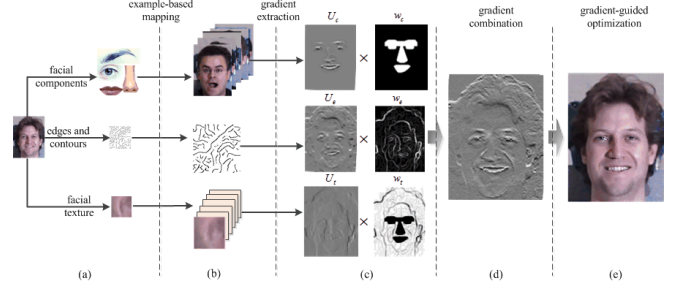 example-based
mapping
gradient
extraction
gradient
combination
gradient-guided
optimization
U_c
w_c
facial
components
×
U_e
w_e
edges and
contours
×
U_t
w_t
facial
texture
×
(a)
(b)
(c)
(d)
(e)